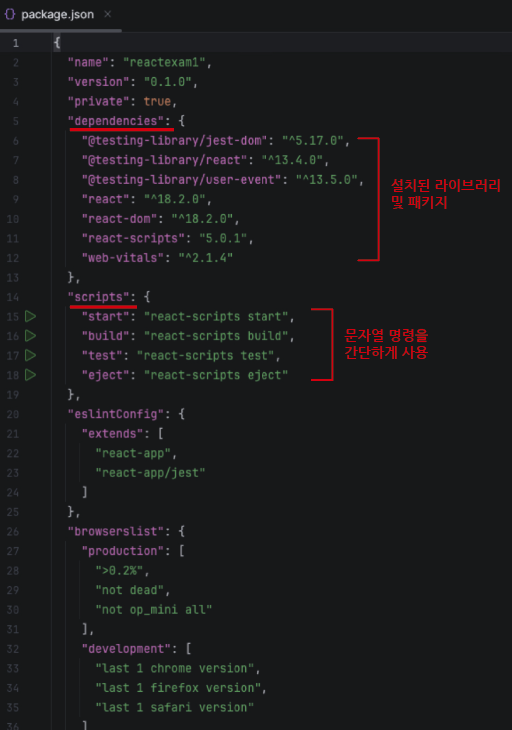 package.json
1 {
2 "name": "reactexam1",
3 "version": "0.1.0",
4 "private": true,
5 "dependencies": {
6 "@testing-library/jest-dom": "^5.17.0",
7 "@testing-library/react": "^13.4.0",
8 "@testing-library/user-event": "^13.5.0",
9 "react": "^18.2.0",
10 "react-dom": "^18.2.0",
11 "react-scripts": "5.0.1",
12 "web-vitals": "^2.1.4"
설치된 라이브러리
및 패키지
13 },
14 "scripts": {
15 "start": "react-scripts start",
16 "build": "react-scripts build",
17 "test": "react-scripts test",
18 "eject": "react-scripts eject"
문자열 명령을
간단하게 사용
19 },
20 "eslintConfig": {
21 "extends": [
22 "react-app",
23 "react-app/jest"
24 ]
25 },
26 "browserslist": {
27 "production": [
28 ">0.2%",
29 "not dead",
30 "not op_mini all"
31 ],
32 "development": [
33 "last 1 chrome version",
34 "last 1 firefox version",
35 "last 1 safari version"
36 ]